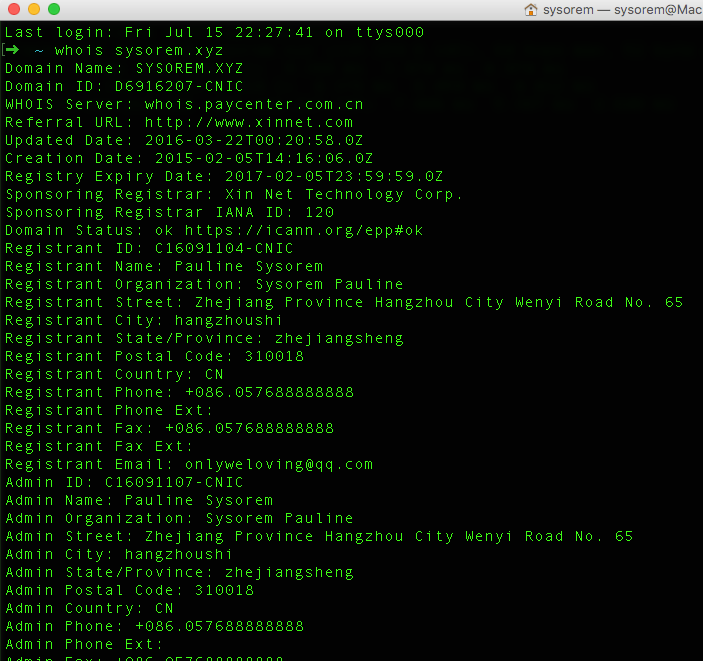 sysorem — sysorem@Mac
Last login: Fri Jul 15 22:27:41 on ttys000
[➜ ~ whois sysorem.xyz
Domain Name: SYSOREM.XYZ
Domain ID: D6916207-CNIC
WHOIS Server: whois.paycenter.com.cn
Referral URL: http://www.xinnet.com
Updated Date: 2016-03-22T00:20:58.0Z
Creation Date: 2015-02-05T14:16:06.0Z
Registry Expiry Date: 2017-02-05T23:59:59.0Z
Sponsoring Registrar: Xin Net Technology Corp.
Sponsoring Registrar IANA ID: 120
Domain Status: ok https://icann.org/epp#ok
Registrant ID: C16091104-CNIC
Registrant Name: Pauline Sysorem
Registrant Organization: Sysorem Pauline
Registrant Street: Zhejiang Province Hangzhou City Wenyi Road No. 65
Registrant City: hangzhoushi
Registrant State/Province: zhejiangsheng
Registrant Postal Code: 310018
Registrant Country: CN
Registrant Phone: +086.057688888888
Registrant Phone Ext:
Registrant Fax: +086.057688888888
Registrant Fax Ext:
Registrant Email: onlyweloving@qq.com
Admin ID: C16091107-CNIC
Admin Name: Pauline Sysorem
Admin Organization: Sysorem Pauline
Admin Street: Zhejiang Province Hangzhou City Wenyi Road No. 65
Admin City: hangzhoushi
Admin State/Province: zhejiangsheng
Admin Postal Code: 310018
Admin Country: CN
Admin Phone: +086.057688888888
Admin Phone Ext:
Admin Fax: +086.057688888888